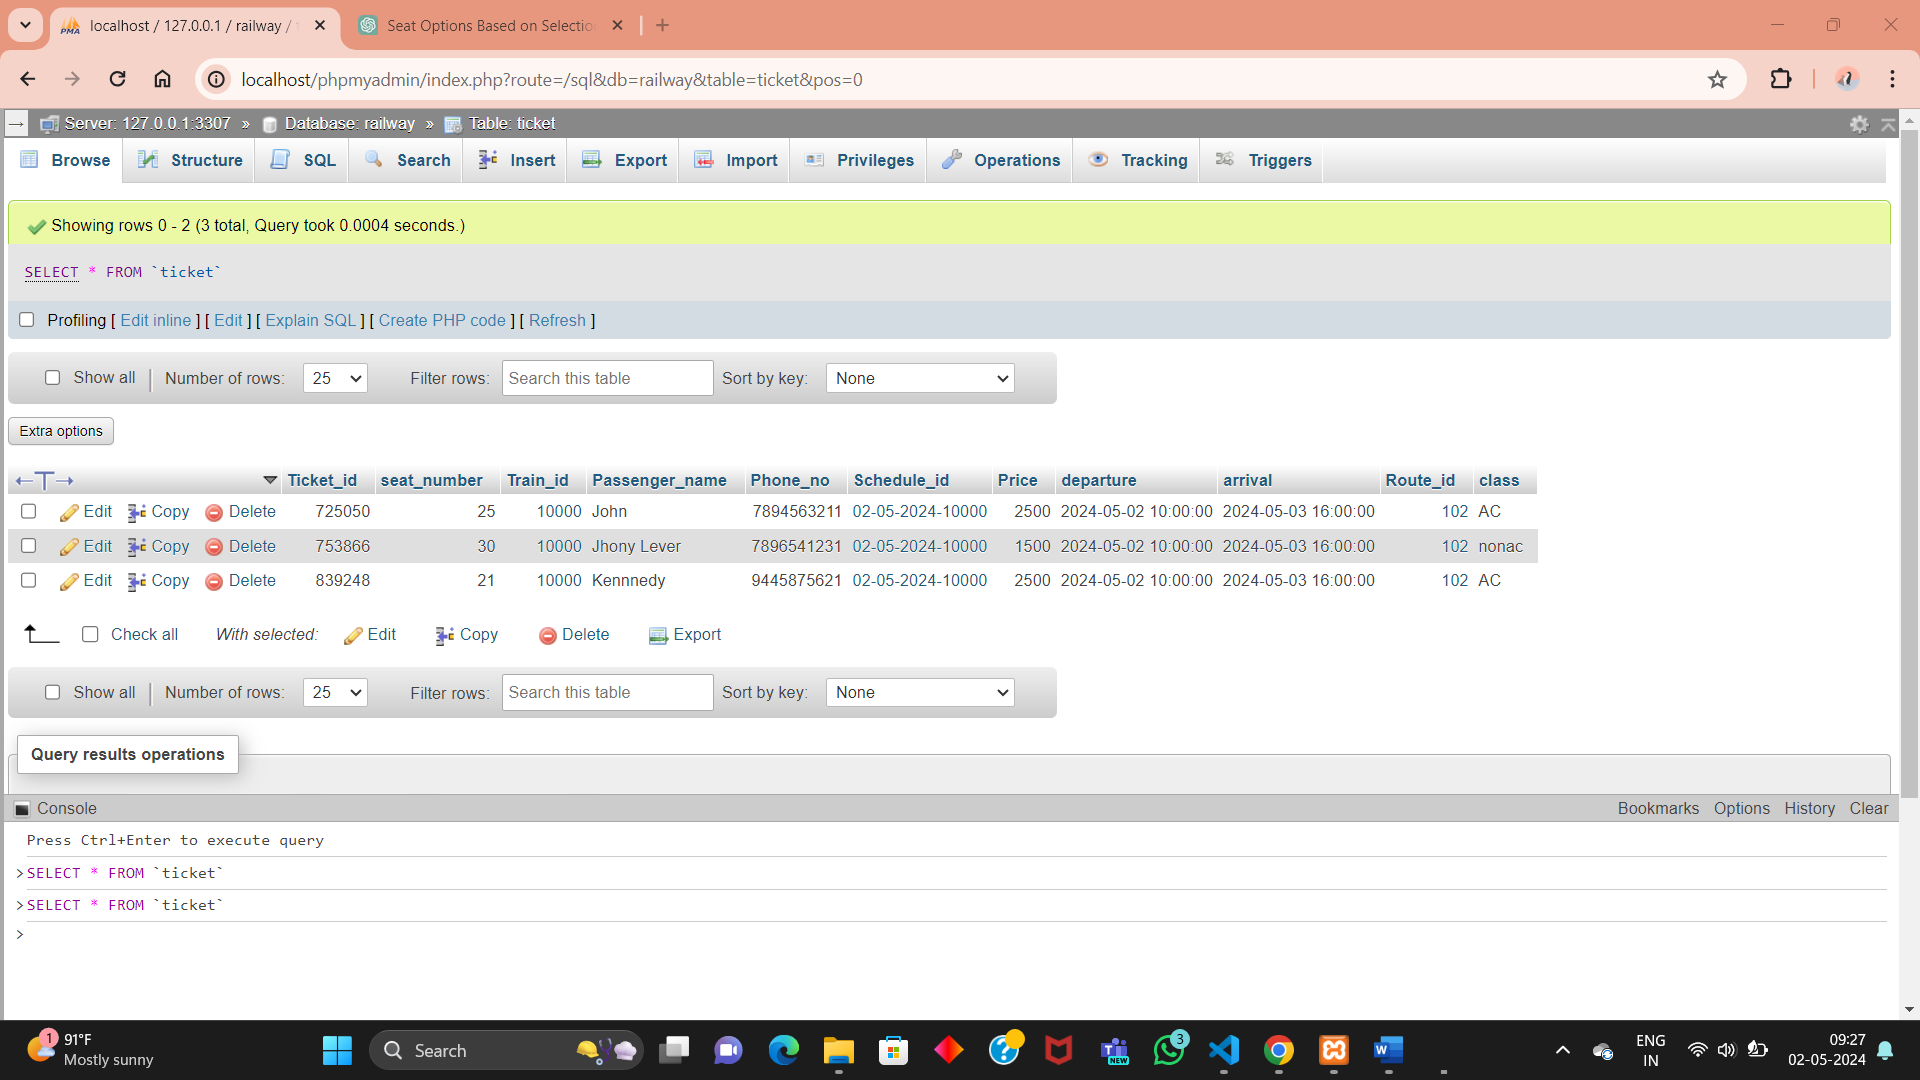 localhost / 127.0.0.1 / railway /
Seat Options Based on Selectio
localhost/phpmyadmin/index.php?route=/sql&db=railway&table=ticket&pos=0
Server: 127.0.0.1:3307 » Database: railway » Table: ticket
Browse Structure SQL Search Insert Export Import Privileges Operations Tracking Triggers
Showing rows 0 - 2 (3 total, Query took 0.0004 seconds.)
SELECT * FROM `ticket`
Profiling [ Edit inline ] [ Edit ] [ Explain SQL ] [ Create PHP code ] [ Refresh ]
Show all Number of rows: 25 Filter rows: Search this table Sort by key: None
Extra options
Ticket_id seat_number Train_id Passenger_name Phone_no Schedule_id Price departure arrival Route_id class
Edit Copy Delete 725050 25 10000 John 7894563211 02-05-2024-10000 2500 2024-05-02 10:00:00 2024-05-03 16:00:00 102 AC
Edit Copy Delete 753866 30 10000 Jhony Lever 7896541231 02-05-2024-10000 1500 2024-05-02 10:00:00 2024-05-03 16:00:00 102 nonac
Edit Copy Delete 839248 21 10000 Kennnedy 9445875621 02-05-2024-10000 2500 2024-05-02 10:00:00 2024-05-03 16:00:00 102 AC
Check all With selected: Edit Copy Delete Export
Show all Number of rows: 25 Filter rows: Search this table Sort by key: None
Query results operations
Console Bookmarks Options History Clear
Press Ctrl+Enter to execute query
>SELECT * FROM `ticket`
>SELECT * FROM `ticket`
>
1 91°F
Mostly sunny
Search
NEW
3
ENG
IN
09:27
02-05-2024